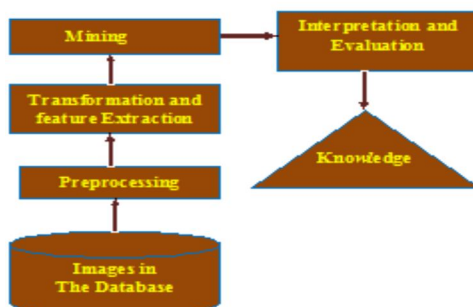 Mining
Interpretation and
Evaluation
Transformation and
feature Extraction
Knowledge
Preprocessing
Images in
The Database